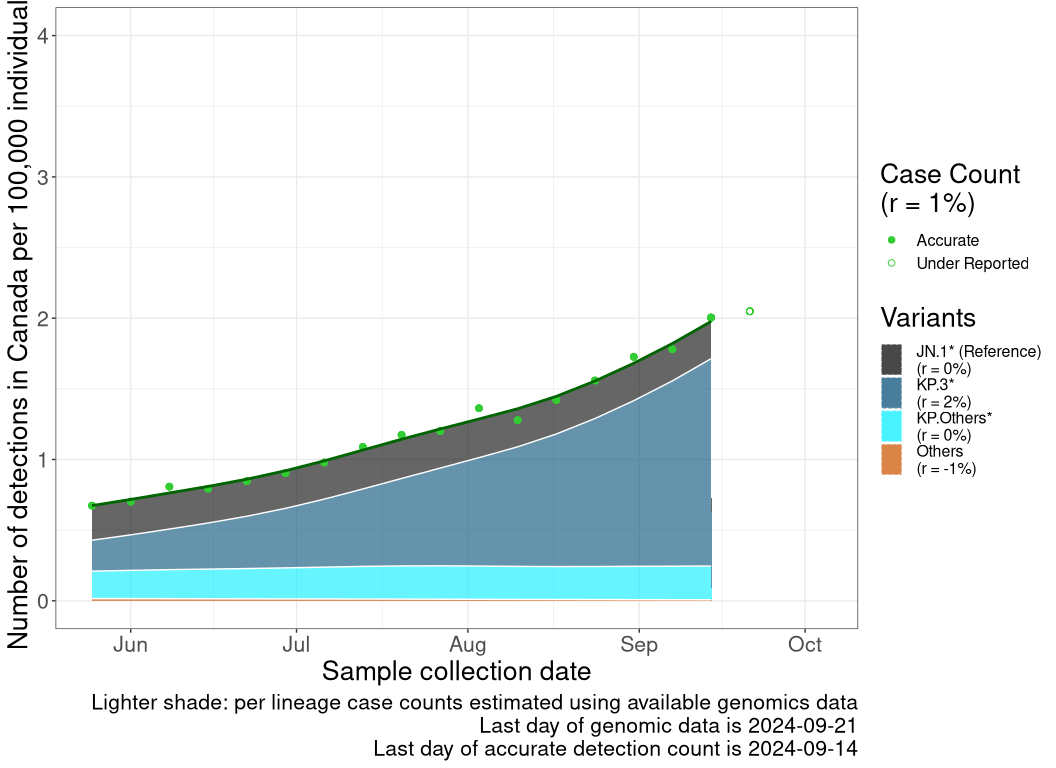 Number of detections in Canada per 100,000 individual
4
3
2
1
0
Jun Jul Aug Sep Oct
Sample collection date
Lighter shade: per lineage case counts estimated using available genomics data
Last day of genomic data is 2024-09-21
Last day of accurate detection count is 2024-09-14
Case Count
(r = 1%)
Accurate
Under Reported
Variants
JN.1* (Reference)
(r = 0%)
KP.3*
(r = 2%)
KP.Others*
(r = 0%)
Others
(r = -1%)